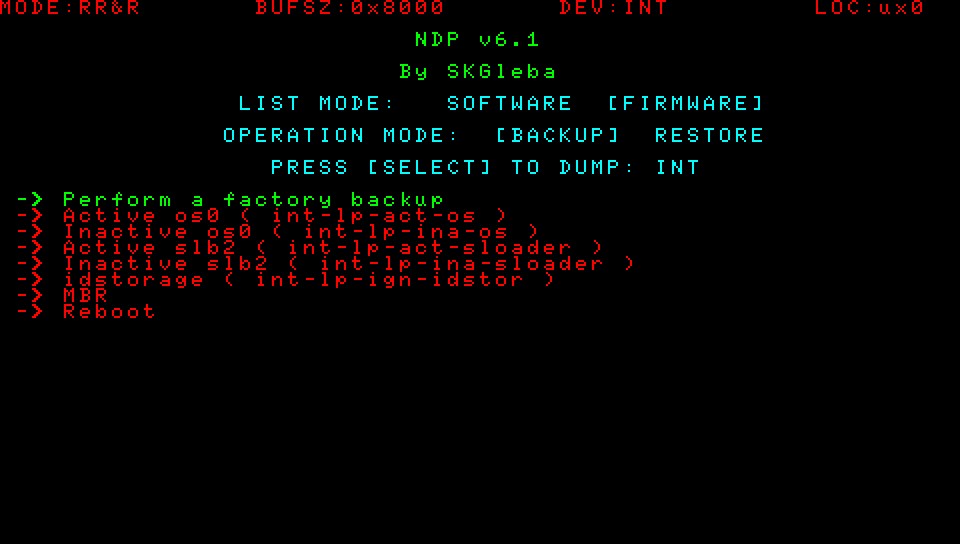 MODE:RR&R BUFSZ:0x8000 DEV:INT LOC:ux0
NDP v6.1
By SKGleba
LIST MODE: SOFTWARE [FIRMWARE]
OPERATION MODE: [BACKUP] RESTORE
PRESS [SELECT] TO DUMP: INT
-> Perform a factory backup
-> Active os0 ( int-lp-act-os )
-> Inactive os0 ( int-lp-ina-os )
-> Active slb2 ( int-lp-act-sloader )
-> Inactive slb2 ( int-lp-ina-sloader )
-> idstorage ( int-lp-ign-idstor )
-> MBR
-> Reboot